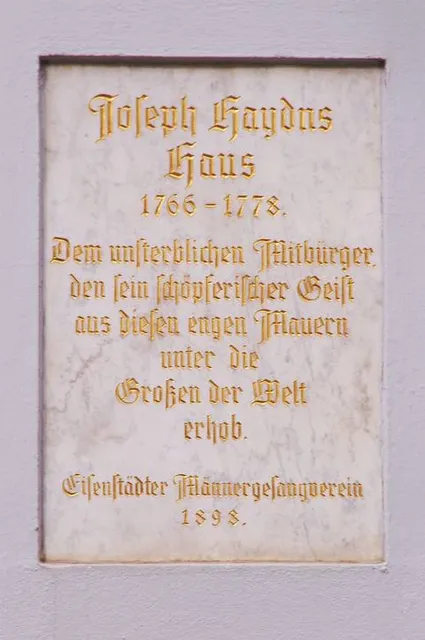 Joseph Haydns
Haus
1766 - 1778.
Dem unsterblichen Mitbürger,
den sein schöpferischer Geist
aus diesen engen Mauern
unter die
Großen der Welt
erhob.
Eisenstädter Männergesangverein
1898.